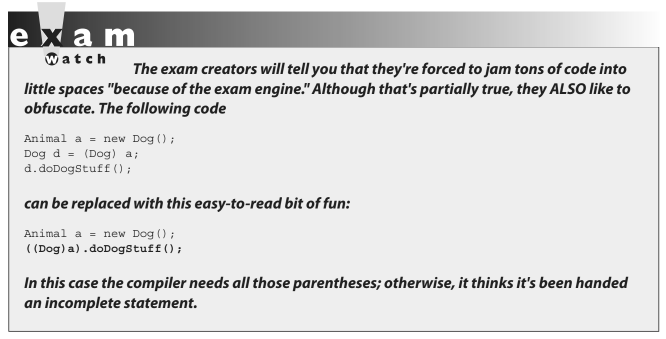 exam
watch
The exam creators will tell you that they're forced to jam tons of code into
little spaces "because of the exam engine." Although that's partially true, they ALSO like to
obfuscate. The following code
Animal a = new Dog();
Dog d = (Dog) a;
d.doDogStuff();
can be replaced with this easy-to-read bit of fun:
Animal a = new Dog();
((Dog)a).doDogStuff();
In this case the compiler needs all those parentheses; otherwise, it thinks it's been handed
an incomplete statement.